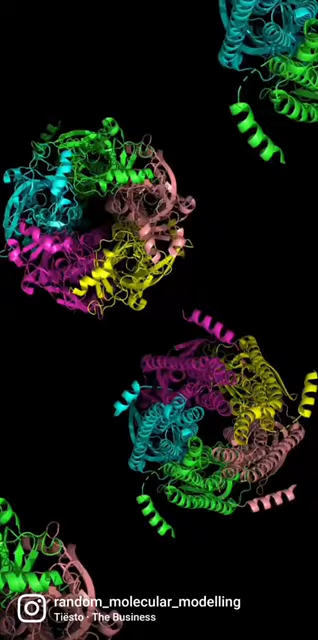 random_molecular_modelling
Tiësto · The Business